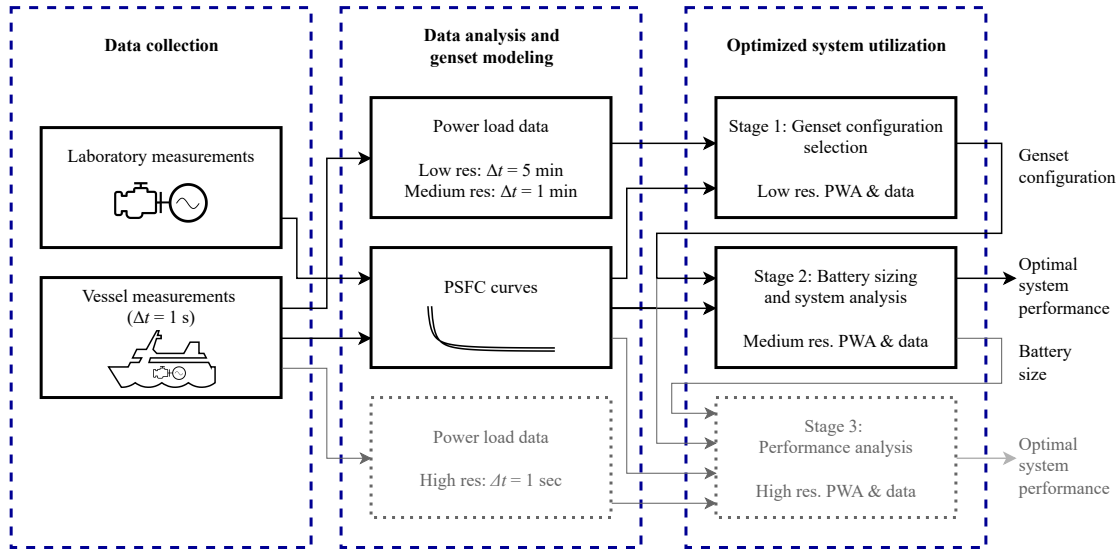 Data collection
Laboratory measurements
Vessel measurements
(Δt = 1 s)
Data analysis and
genset modeling
Power load data
Low res: Δt = 5 min
Medium res: Δt = 1 min
PSFC curves
Power load data
High res: Δt = 1 sec
Optimized system utilization
Stage 1: Genset configuration
selection
Low res. PWA & data
Stage 2: Battery sizing
and system analysis
Medium res. PWA & data
Stage 3:
Performance analysis
High res. PWA & data
Genset
configuration
Optimal
system
performance
Battery
size
Optimal
system
performance